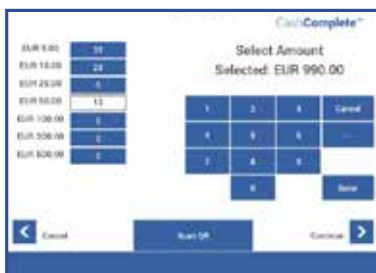 CashComplete™
Select Amount
Selected: EUR 990.00
EUR 5.00
EUR 10.00
EUR 20.00
EUR 50.00
EUR 100.00
EUR 200.00
EUR 500.00
1 2 3 Cancel
4 5 6
7 8 9
0 Done
Cancel
Scan QR
Continue